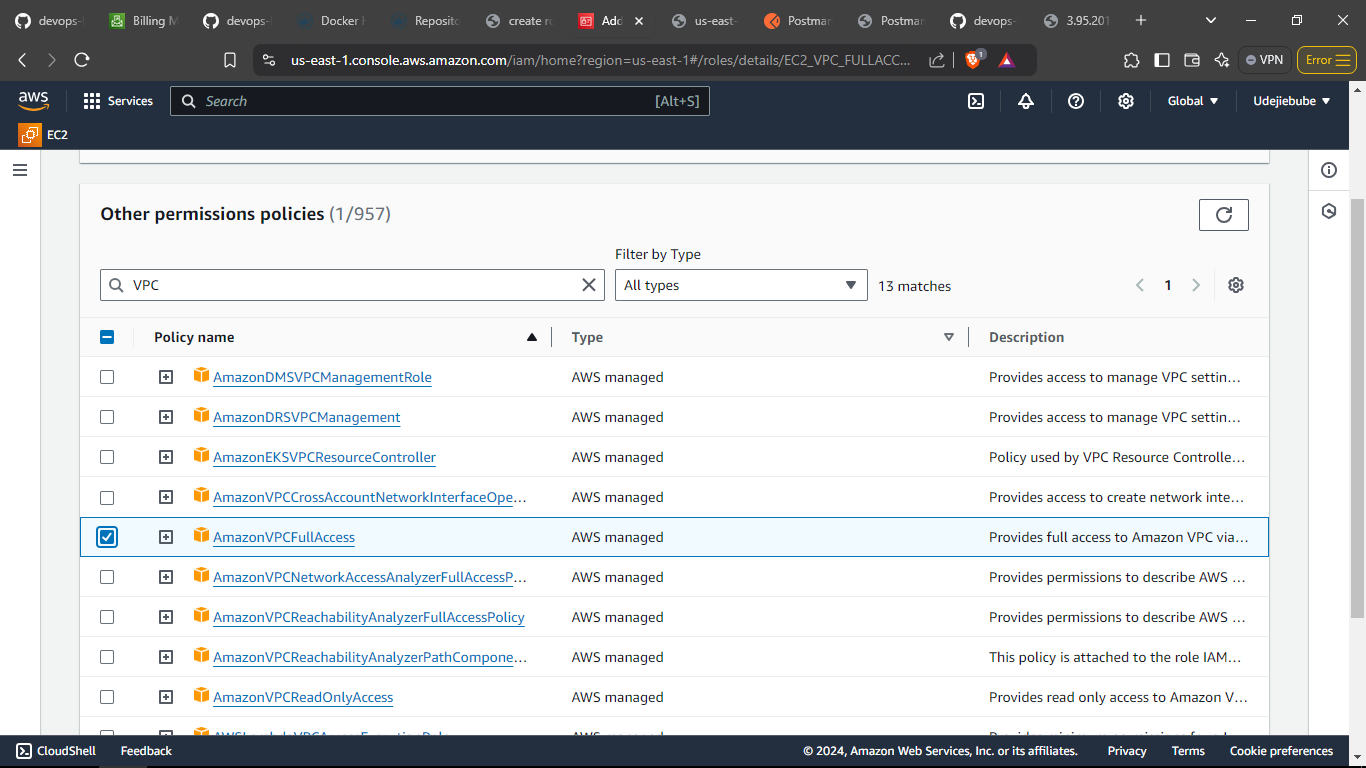 devops-
Billing M
devops-
Docker H
Reposito
create ro
Add
us-east-
Postman
Postman
devops-
3.95.201
us-east-1.console.aws.amazon.com/iam/home?region=us-east-1#/roles/details/EC2_VPC_FULLACC...
1
VPN
Error
aws
Services
Search
[Alt+S]
Global
Udejiebube
EC2
Other permissions policies (1/957)
Filter by Type
VPC
All types
13 matches
1
Policy name
Type
Description
AmazonDMSVPCManagementRole
AWS managed
Provides access to manage VPC settin...
AmazonDRSVPCManagement
AWS managed
Provides access to manage VPC settin...
AmazonEKSVPCResourceController
AWS managed
Policy used by VPC Resource Controlle...
AmazonVPCCrossAccountNetworkInterfaceOpe...
AWS managed
Provides access to create network inte...
AmazonVPCFullAccess
AWS managed
Provides full access to Amazon VPC via...
AmazonVPCNetworkAccessAnalyzerFullAccessP...
AWS managed
Provides permissions to describe AWS ...
AmazonVPCReachabilityAnalyzerFullAccessPolicy
AWS managed
Provides permissions to describe AWS ...
AmazonVPCReachabilityAnalyzerPathCompone...
AWS managed
This policy is attached to the role IAM...
AmazonVPCReadOnlyAccess
AWS managed
Provides read only access to Amazon V...
CloudShell
Feedback
© 2024, Amazon Web Services, Inc. or its affiliates.
Privacy
Terms
Cookie preferences